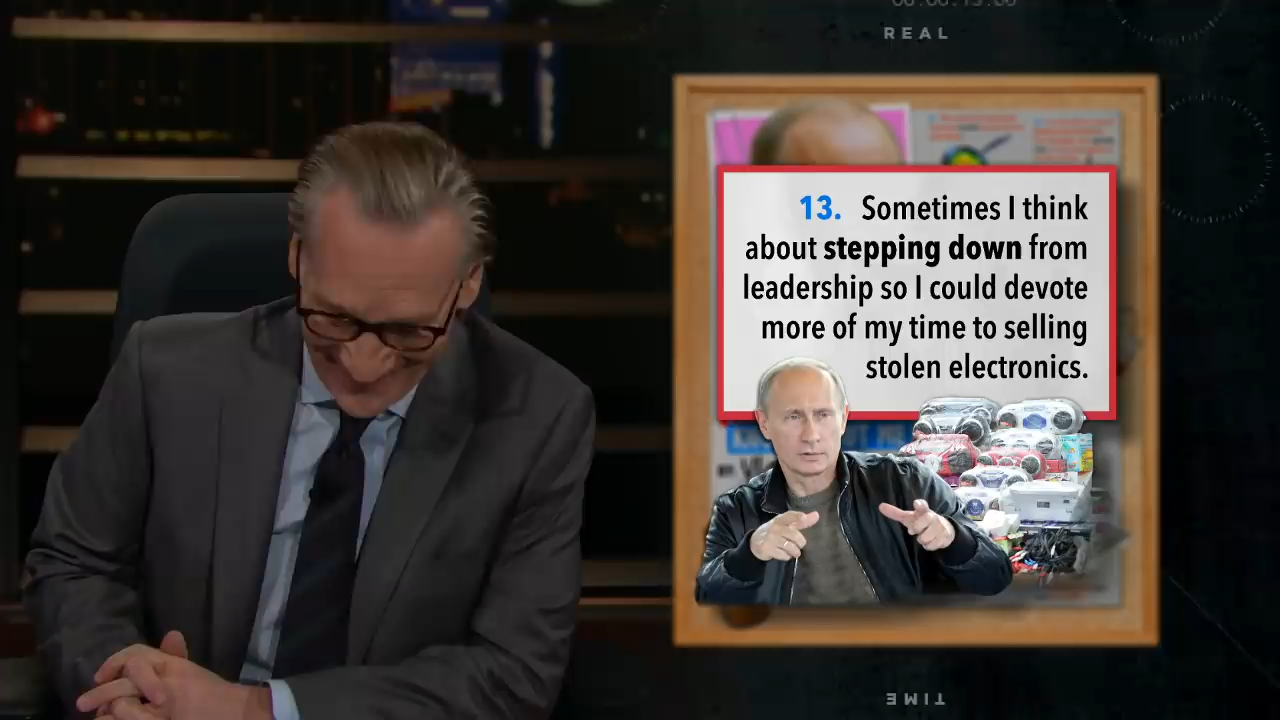 REAL
13. Sometimes I think
about stepping down from
leadership so I could devote
more of my time to selling
stolen electronics.
TIME